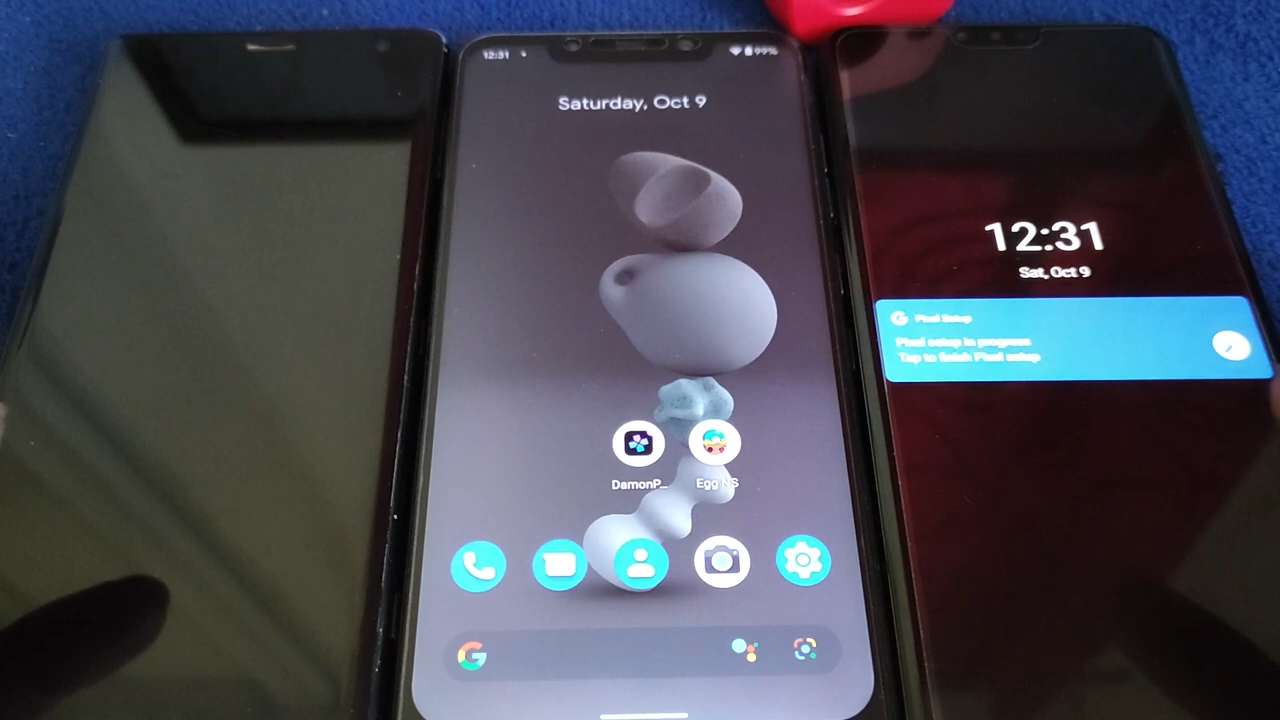 12:31
99%
Saturday, Oct 9
DamonP_
Egg NS
12:31
Sat, Oct 9
Pixel Setup
Pixel setup in progress
Tap to finish Pixel setup